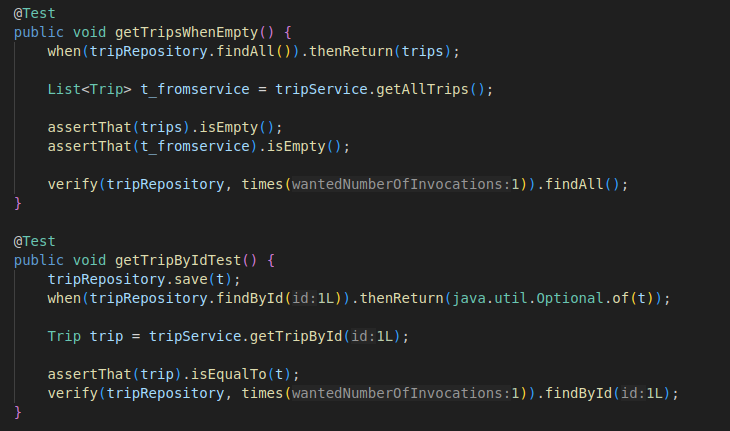 @Test
public void getTripsWhenEmpty() {
    when(tripRepository.findAll()).thenReturn(trips);

    List<Trip> t_fromservice = tripService.getAllTrips();

    assertThat(trips).isEmpty();
    assertThat(t_fromservice).isEmpty();

    verify(tripRepository, times(wantedNumberOfInvocations:1)).findAll();
}

@Test
public void getTripByIdTest() {
    tripRepository.save(t);
    when(tripRepository.findById(id:1L)).thenReturn(java.util.Optional.of(t));

    Trip trip = tripService.getTripById(id:1L);

    assertThat(trip).isEqualTo(t);
    verify(tripRepository, times(wantedNumberOfInvocations:1)).findById(id:1L);
}